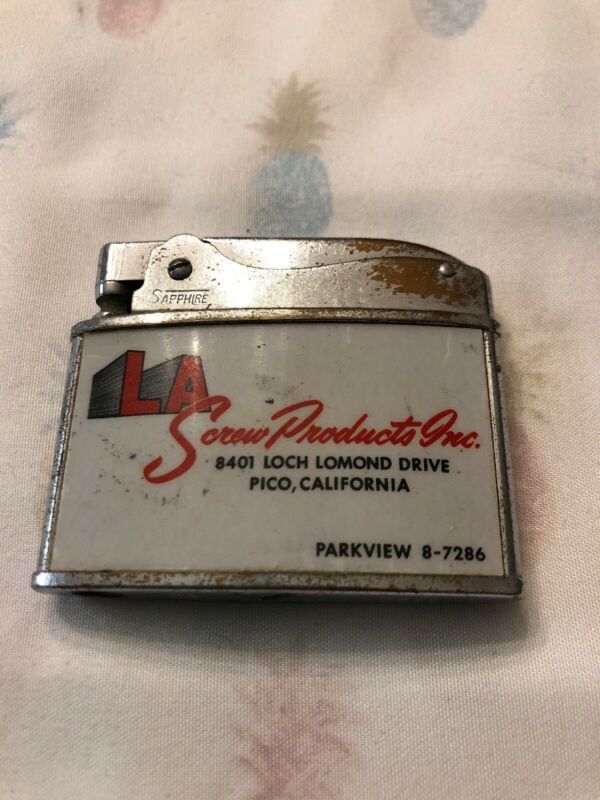 SAPPHIRE
LA
Screw Products Inc.
8401 LOCH LOMOND DRIVE
PICO, CALIFORNIA
PARKVIEW 8-7286